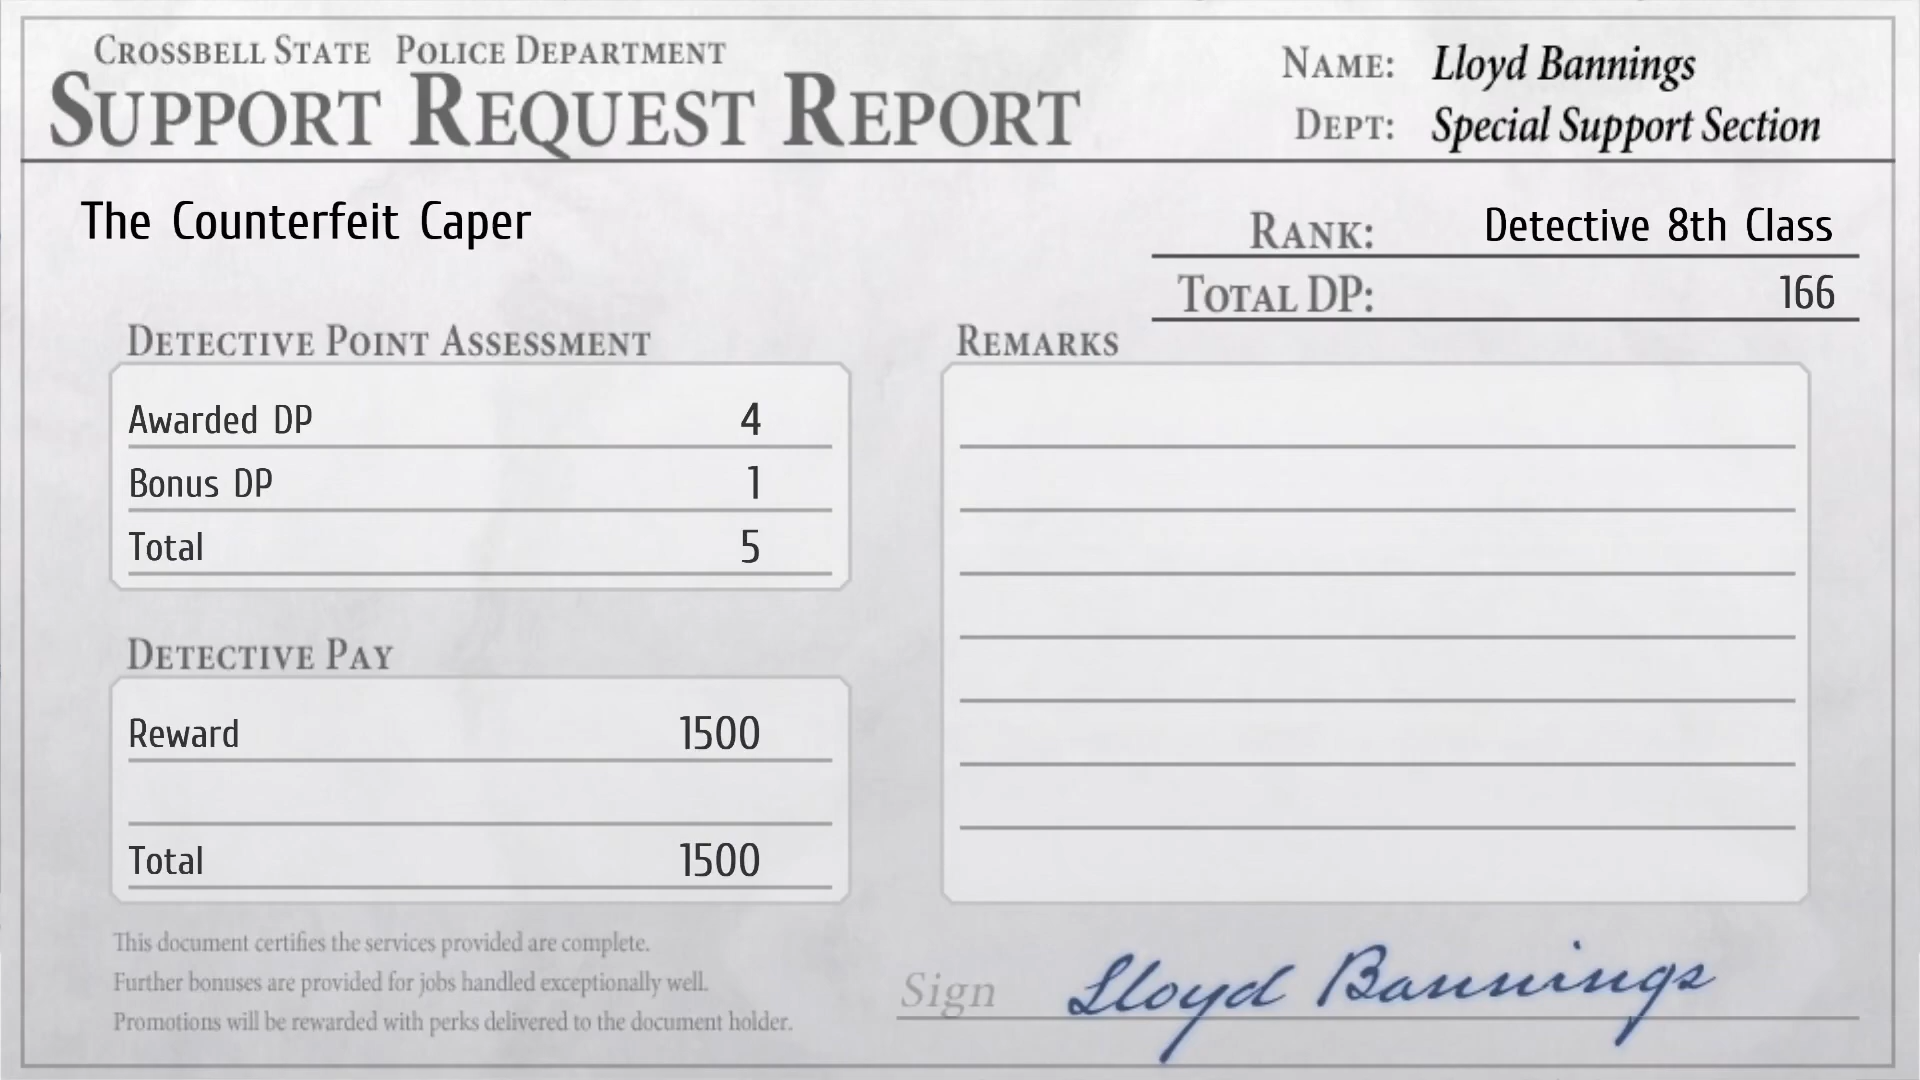 Crossbell State Police Department
Support Request Report
Name: Lloyd Bannings
Dept: Special Support Section
The Counterfeit Caper
Rank: Detective 8th Class
Total DP: 166
Detective Point Assessment
Awarded DP 4
Bonus DP 1
Total 5
Remarks
Detective Pay
Reward 1500
Total 1500
This document certifies the services provided are complete.
Further bonuses are provided for jobs handled exceptionally well.
Promotions will be rewarded with perks delivered to the document holder.
Sign Lloyd Bannings